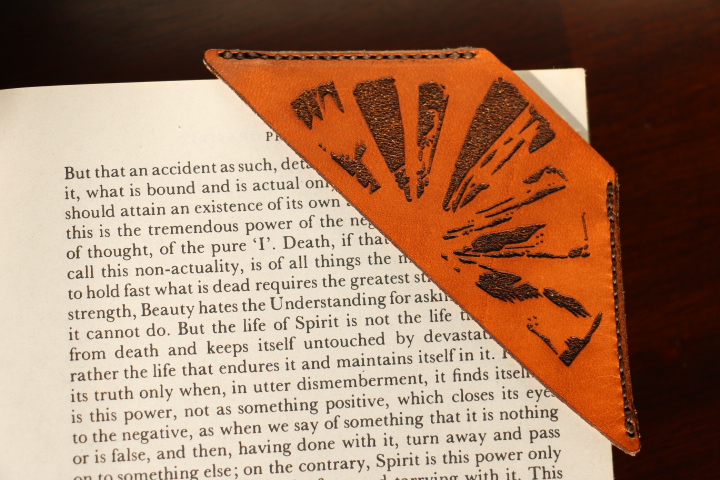 But that an accident as such,
it, what is bound and is actual
should attain an existence of its own
this is the tremendous power of the
of thought, of the pure ‘I’. Death, if that
call this non-actuality, is of all things the
to hold fast what is dead requires the greatest
strength, Beauty hates the Understanding for
it cannot do. But the life of Spirit is not the life
from death and keeps itself untouched by
rather the life that endures it and maintains itself in it.
its truth only when, in utter dismemberment, it finds
is this power, not as something positive, which closes its
to the negative, as when we say of something that it is nothing
or is false, and then, having done with it, turn away and pass
on to something else; on the contrary, Spirit is this power only
with it. This